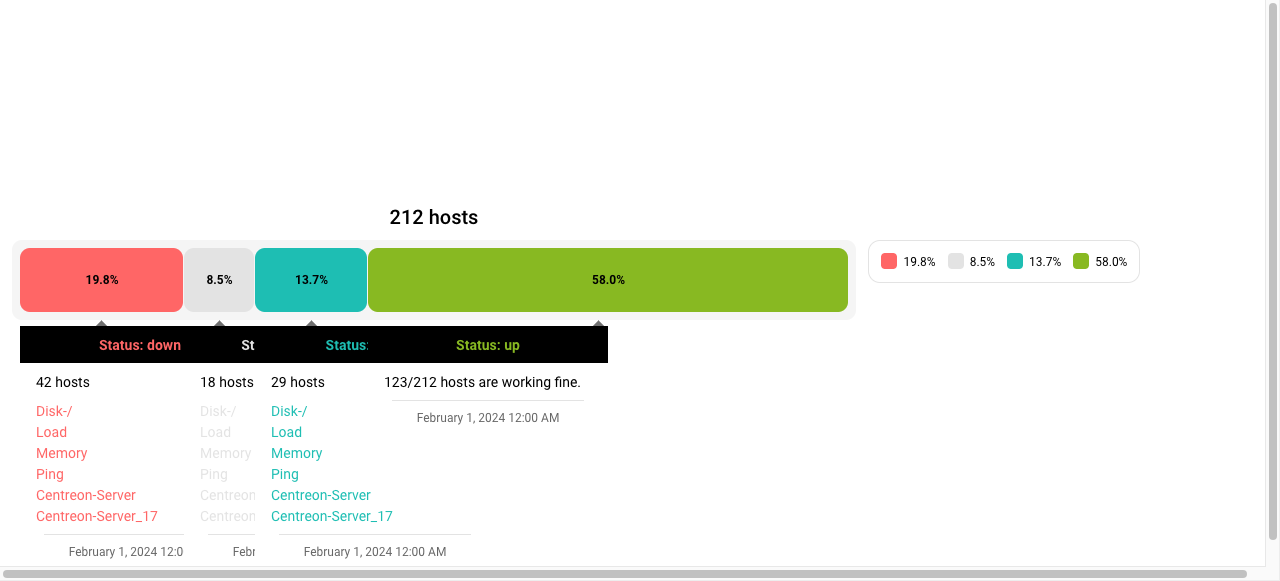 212 hosts
19.8% 8.5% 13.7% 58.0%
19.8% 8.5% 13.7% 58.0%
Status: down
42 hosts
Disk-/
Load
Memory
Ping
Centreon-Server
Centreon-Server_17
February 1, 2024 12:0
St
18 hosts
Disk-/
Load
Memory
Ping
Centreon
Centreon
Febr
Status:
29 hosts
Disk-/
Load
Memory
Ping
Centreon-Server
Centreon-Server_17
February 1, 2024 12:00 AM
Status: up
123/212 hosts are working fine.
February 1, 2024 12:00 AM